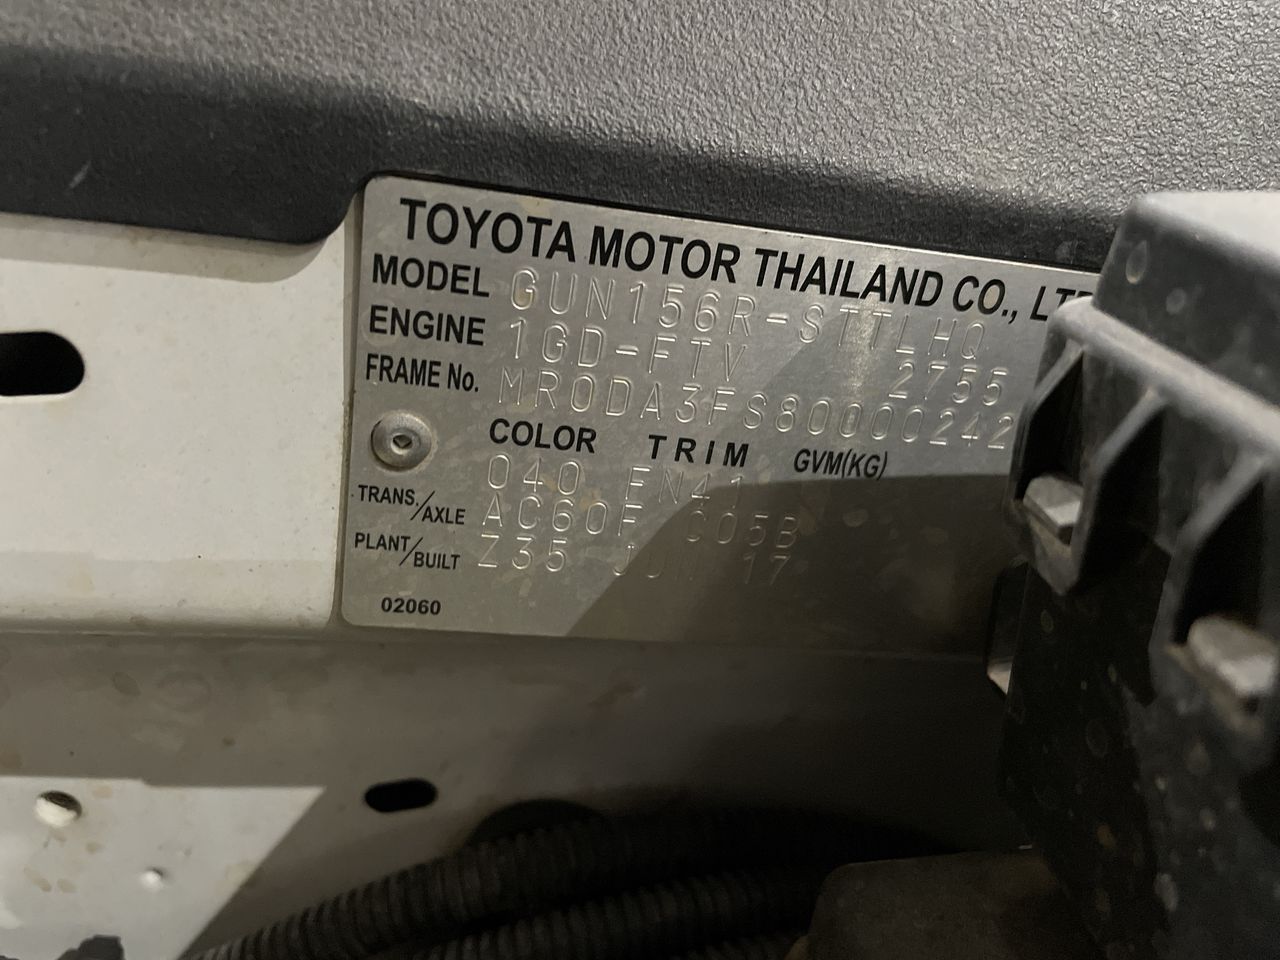 TOYOTA MOTOR THAILAND CO., LTD
MODEL GUN156R-STTLHQ
ENGINE 1GD-FTV 2755
FRAME No. MR0DA3FS80000242
COLOR TRIM GVM(KG)
040 FN41
TRANS./AXLE AC60F C05B
PLANT/BUILT Z35 JUN 17
02060